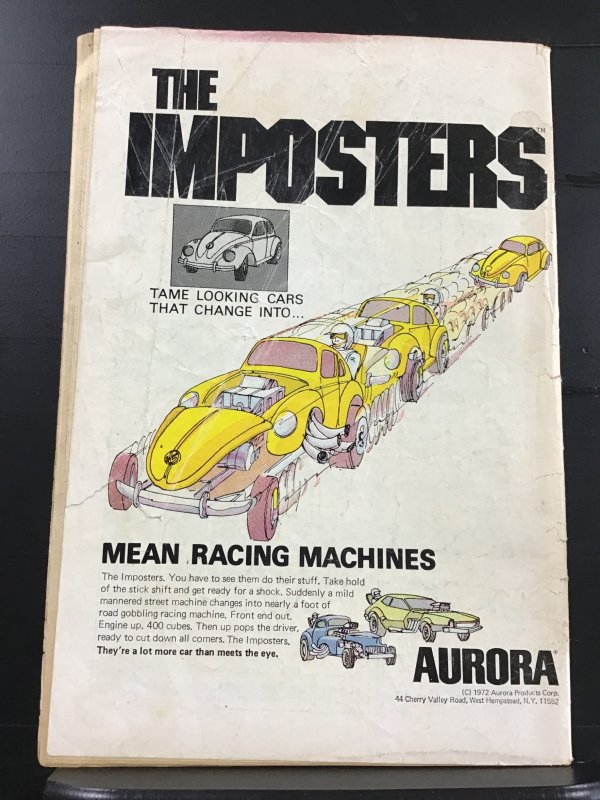 THE
IMPOSTERS TM
TAME LOOKING CARS
THAT CHANGE INTO...
MEAN RACING MACHINES
The Imposters. You have to see them do their stuff. Take hold
of the stick shift and get ready for a shock. Suddenly a mild
mannered street machine changes into nearly a foot of
road gobbling racing machine. Front end out.
Engine up. 400 cubes. Then up pops the driver,
ready to cut down all comers. The Imposters.
They're a lot more car than meets the eye.
AURORA®
(C) 1972 Aurora Products Corp.
44 Cherry Valley Road, West Hempstead, N.Y. 11552